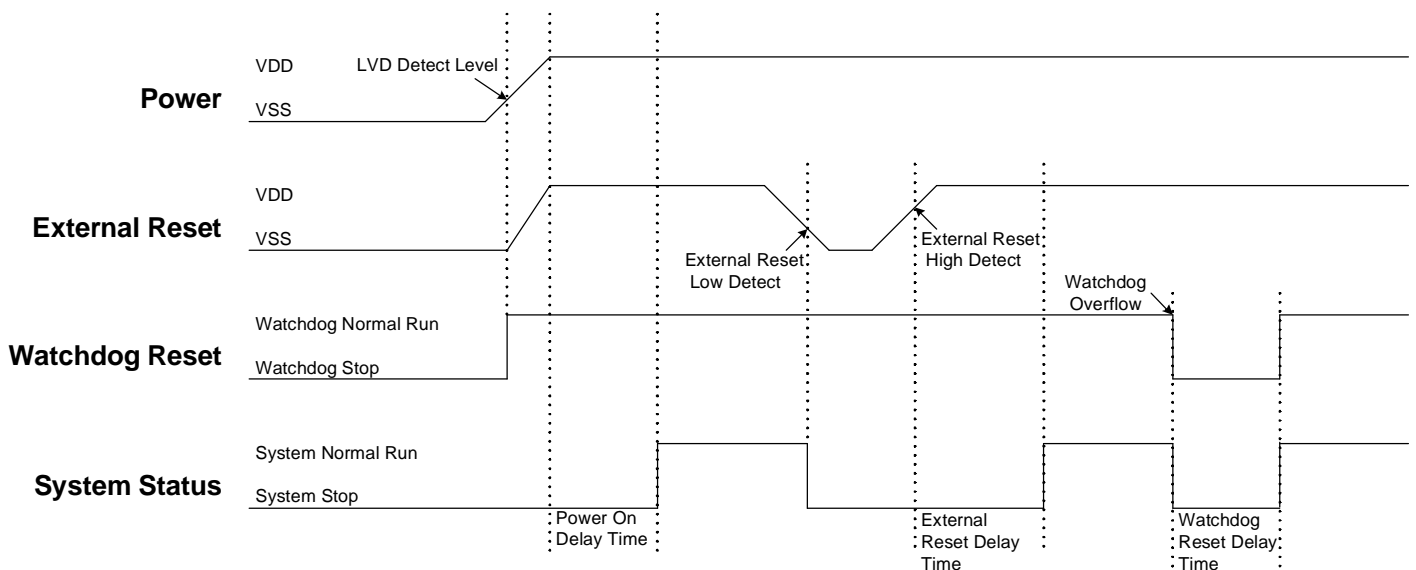 Power
VDD
VSS
LVD Detect Level
External Reset
VDD
VSS
External Reset
Low Detect
External Reset
High Detect
Watchdog Reset
Watchdog Normal Run
Watchdog Stop
Watchdog
Overflow
System Status
System Normal Run
System Stop
Power On
Delay Time
External
Reset Delay
Time
Watchdog
Reset Delay
Time